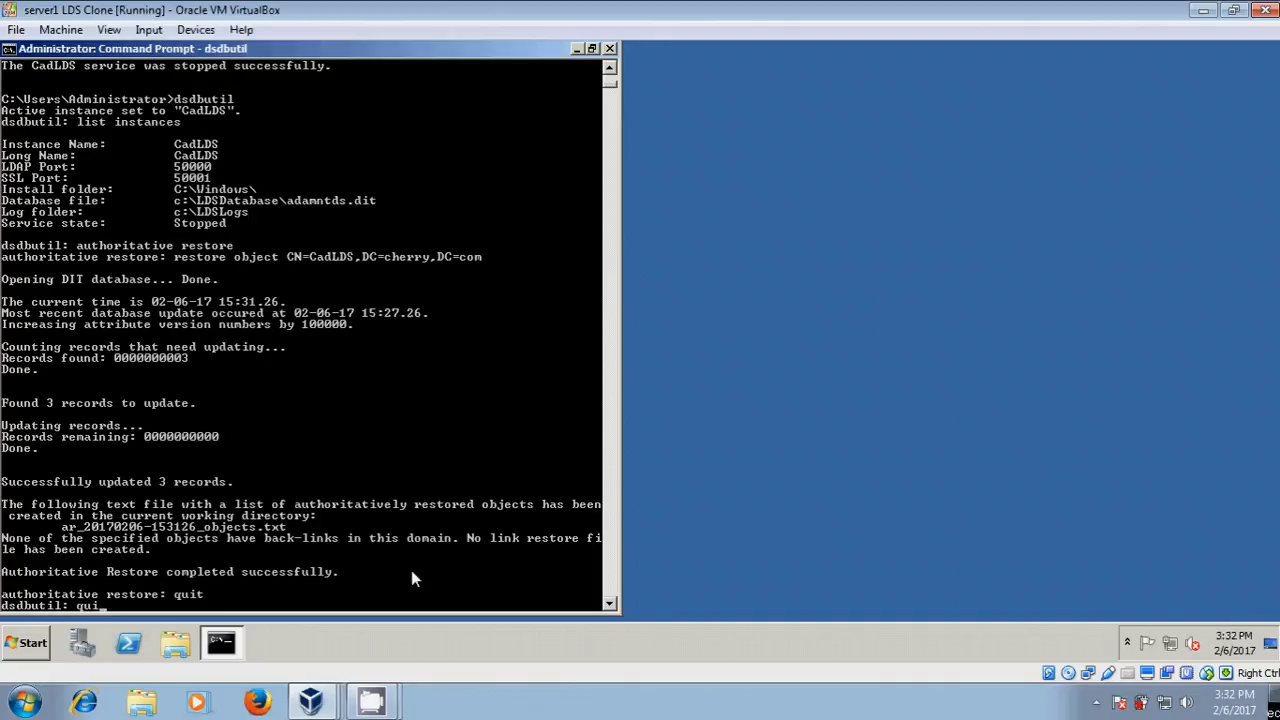 server1 LDS Clone [Running] - Oracle VM VirtualBox
File Machine View Input Devices Help
Administrator: Command Prompt - dsdbutil
The CadLDS service was stopped successfully.
C:\Users\Administrator>dsdbutil
Active instance set to "CadLDS".
dsdbutil: list instances
Instance Name: CadLDS
Long Name: CadLDS
LDAP Port: 50000
SSL Port: 50001
Install folder: C:\Windows\
Database file: c:\LDSDatabase\adamntds.dit
Log folder: c:\LDSLogs
Service state: Stopped
dsdbutil: authoritative restore
authoritative restore: restore object CN=CadLDS,DC=cherry,DC=com
Opening DIT database... Done.
The current time is 02-06-17 15:31.26.
Most recent database update occured at 02-06-17 15:27.26.
Increasing attribute version numbers by 100000.
Counting records that need updating...
Records found: 0000000003
Done.
Found 3 records to update.
Updating records...
Records remaining: 0000000000
Done.
Successfully updated 3 records.
The following text file with a list of authoritatively restored objects has been
created in the current working directory:
ar_20170206-153126_objects.txt
None of the specified objects have back-links in this domain. No link restore fi
le has been created.
Authoritative Restore completed successfully.
authoritative restore: quit
dsdbutil: qui_
Start
3:32 PM
2/6/2017
Right Ctrl
3:32 PM
2/6/2017